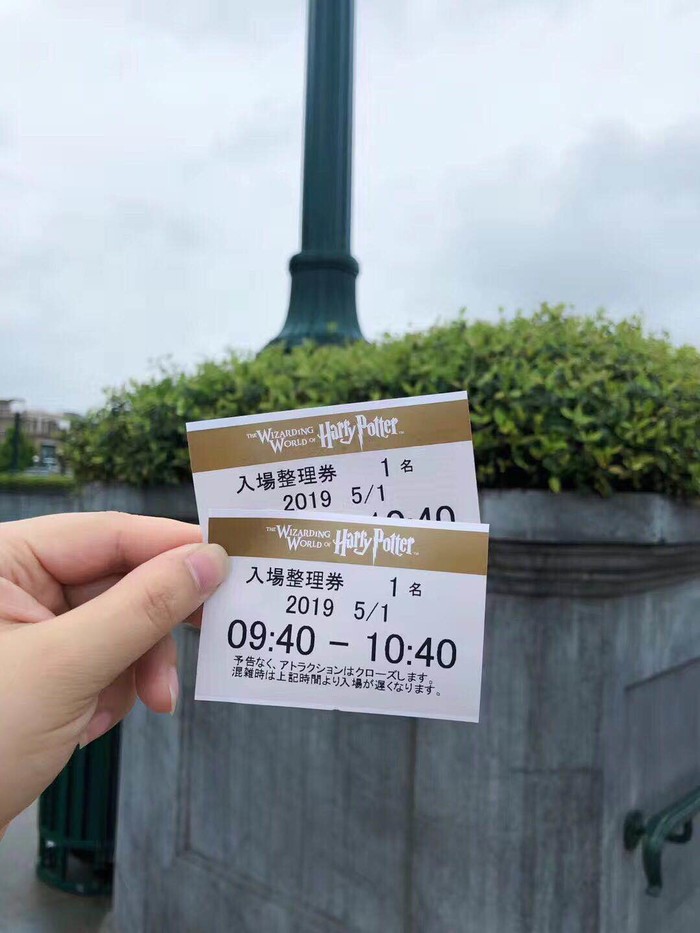 THE WIZARDING WORLD OF Harry Potter
入場整理券 1名
2019 5/1
THE WIZARDING WORLD OF Harry Potter
入場整理券 1名
2019 5/1
09:40 − 10:40
予告なく、アトラクションはクローズします。
混雑時は上記時間より入場が遅くなります。